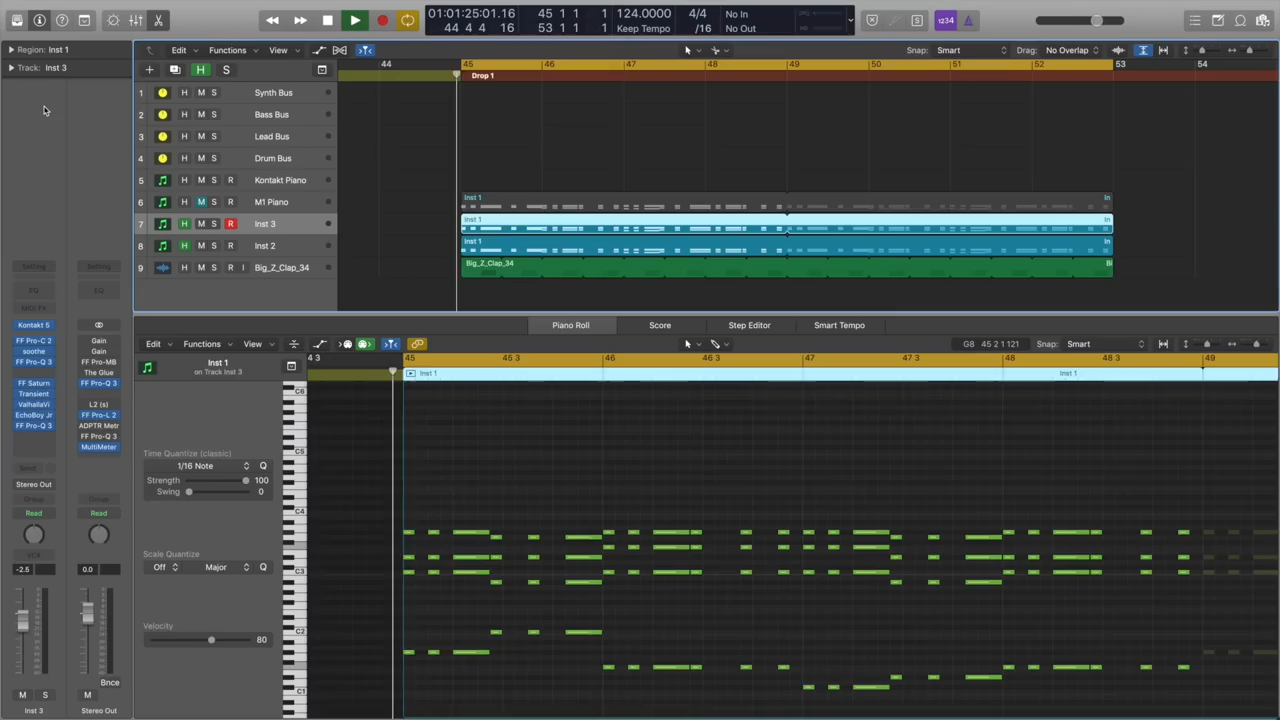 01:01:25:01.16 45 1 1 1 124.0000 4/4 No In
44 4 4 16 53 1 1 1 Keep Tempo /16 No Out
1234
Region: Inst 1
Track: Inst 3
Edit Functions View
Snap: Smart
Drag: No Overlap
H S
44 45 46 47 48 49 50 51 52 53 54
Drop 1
1 H M S Synth Bus
2 H M S Bass Bus
3 H M S Lead Bus
4 H M S Drum Bus
5 H M S R Kontakt Piano
6 H M S R M1 Piano
7 H M S R Inst 3
8 H M S R Inst 2
9 H M S R I Big_Z_Clap_34
Inst 1 In
Inst 1 In
Inst 1
Big_Z_Clap_34 Bi
Setting Setting
EQ EQ
MIDI FX
Kontakt 5
FF Pro-C 2 Gain
soothe Gain
FF Pro-Q 3 FF Pro-MB
The Glue
FF Saturn FF Pro-Q 3
Transient
ValhallaVi L2 (s)
EchoBoy Jr FF Pro-L 2
FF Pro-Q 3 ADPTR Metr
FF Pro-Q 3
MultiMeter
Send
Stereo Out
Group Group
Read Read
VCA
-2.5 0.0
Bnce
M S M
Inst 3 Stereo Out
Piano Roll Score Step Editor Smart Tempo
Edit Functions View
G8 45 2 1 121
Snap: Smart
4 3 45 45.3 46 46.3 47 47.3 48 48 3 49
Inst 1
on Track Inst 3
Inst 1 Inst 1
Time Quantize (classic)
1/16 Note Q
Strength 100
Swing 0
Scale Quantize
Off Major Q
Velocity
80
C6
C5
C4
C3
C2
C1